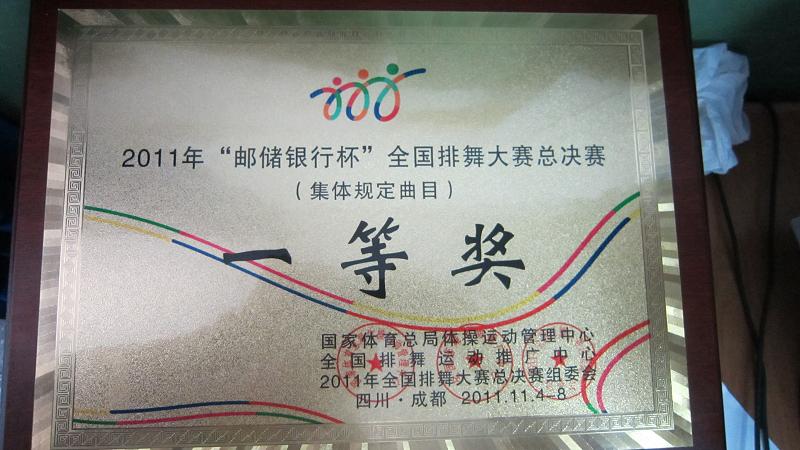 2011年“邮储银行杯”全国排舞大赛总决赛
（集体规定曲目）
一等奖
国家体育总局体操运动管理中心
全国排舞运动推广中心
2011年全国排舞大赛总决赛组委会
四川·成都 2011.11.4-8